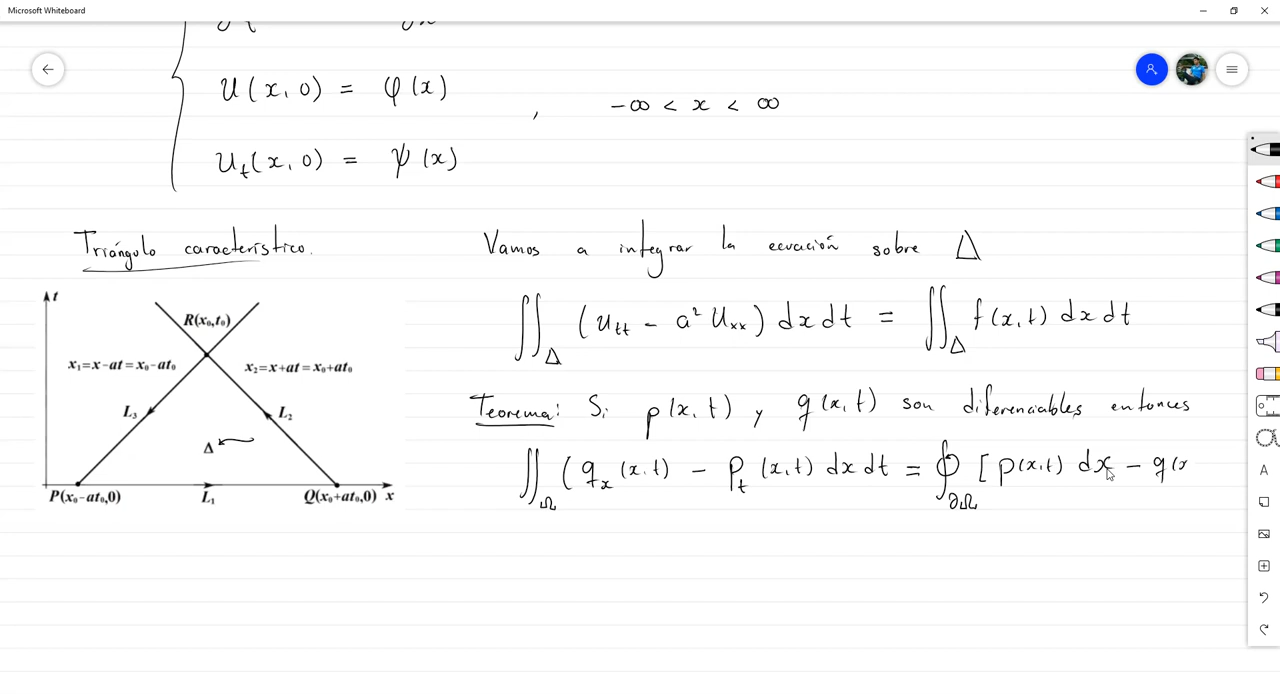 Microsoft Whiteboard
U(x, 0) = φ(x)
, -∞ < x < ∞
U_t(x, 0) = ψ(x)
Triángulo característico.
Vamos a integrar la ecuación sobre Δ
∬_Δ (u_tt - a² u_xx) dx dt = ∬_Δ f(x,t) dx dt
t
R(x₀,t₀)
x₁=x-at=x₀-at₀
x₂=x+at=x₀+at₀
L₃
L₂
Δ
P(x₀-at₀,0)
L₁
Q(x₀+at₀,0)
x
Teorema: Si p(x,t) y q(x,t) son diferenciables entonces
∬_Ω (q_x(x,t) - P_t(x,t) dx dt = ∮_∂Ω [p(x,t) dx - q(x
A